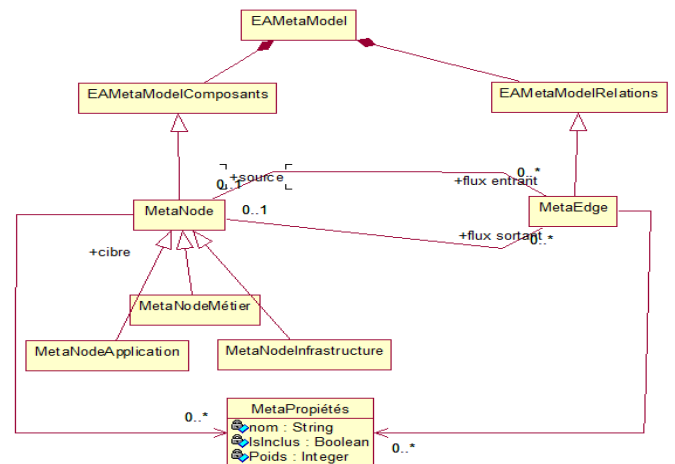 EAMetaModel
EAMetaModelComposants
EAMetaModelRelations
+source
0..1
0..*
+flux entrant
MetaNode
0..1
MetaEdge
+flux sortant
0..*
+cibre
MetaNodeMétier
MetaNodeApplication
MetaNodeInfrastructure
0..*
MetaPropiétés
nom : String
IsInclus : Boolean
0..*
Poids : Integer